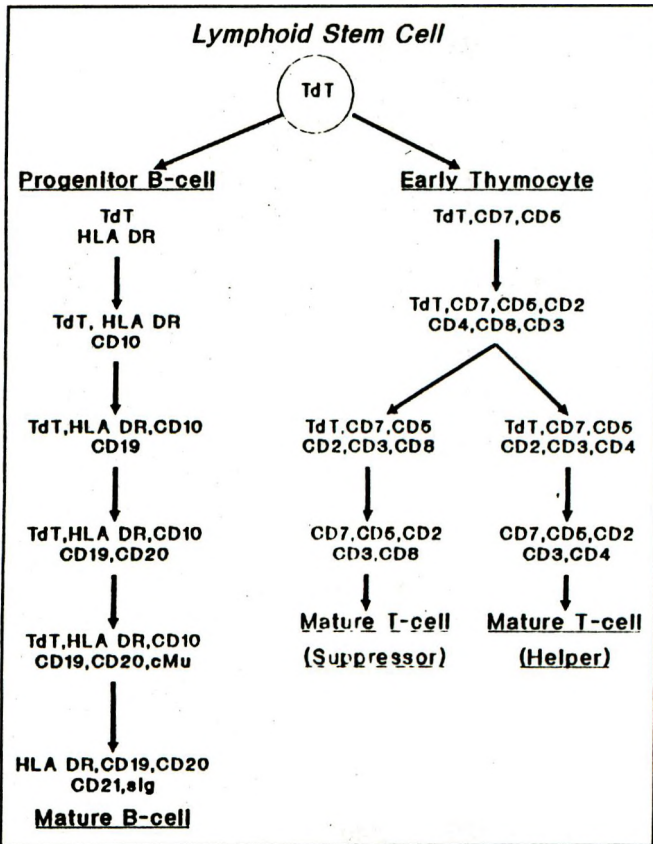 Lymphoid Stem Cell
TdT
Progenitor B-cell
TdT
HLA DR
TdT, HLA DR
CD10
TdT,HLA DR,CD10
CD19
TdT,HLA DR,CD10
CD19,CD20
TdT,HLA DR,CD10
CD19,CD20,cMu
HLA DR,CD19,CD20
CD21,sIg
Mature B-cell
Early Thymocyte
TdT,CD7,CD5
TdT,CD7,CD5,CD2
CD4,CD8,CD3
TdT,CD7,CD5
CD2,CD3,CD8
CD7,CD5,CD2
CD3,CD8
Mature T-cell
(Suppressor)
TdT,CD7,CD5
CD2,CD3,CD4
CD7,CD5,CD2
CD3,CD4
Mature T-cell
(Helper)